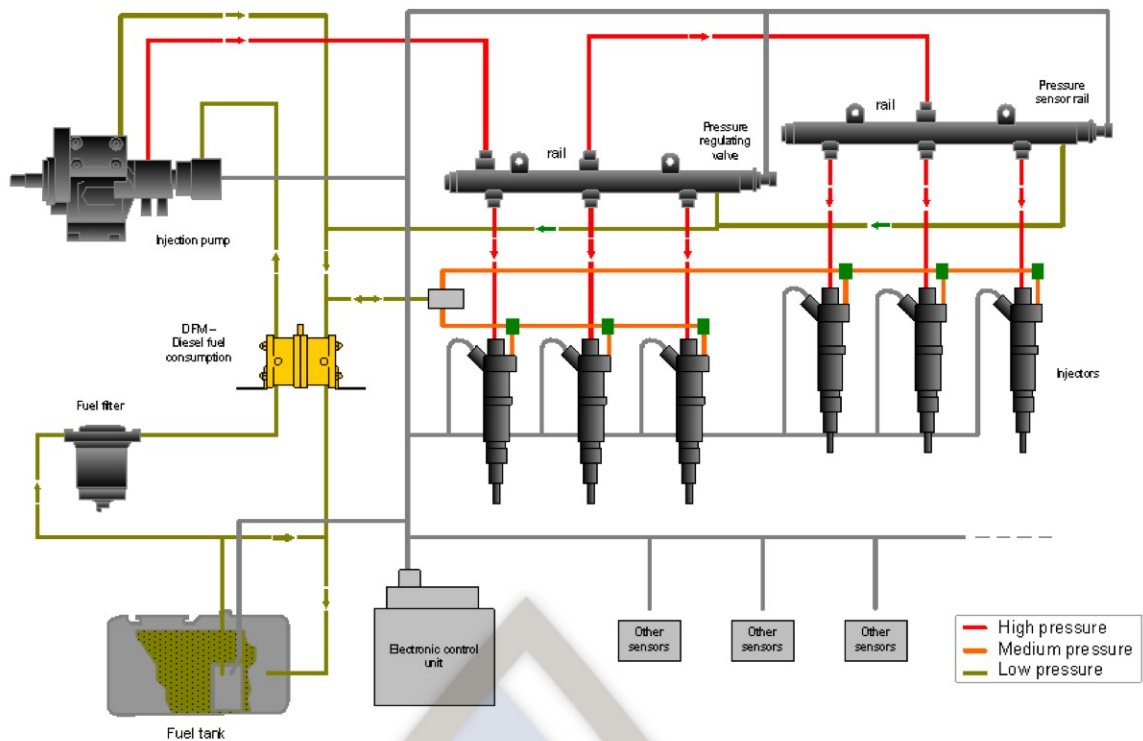 Pressure
sensor rail
rail
Pressure
regulating
valve
rail
Injection pump
DFM –
Diesel fuel
consumption
Injectors
Fuel filter
Electronic control
unit
Other
sensors
Other
sensors
Other
sensors
High pressure
Medium pressure
Low pressure
Fuel tank